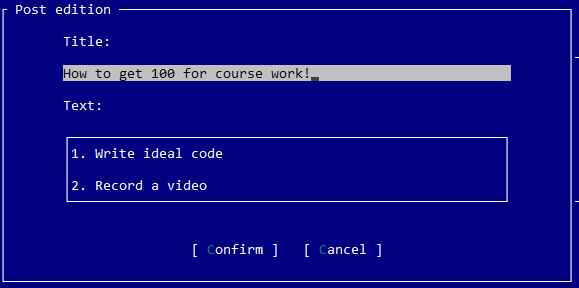 Post edition
Title:
How to get 100 for course work!
Text:
1. Write ideal code
2. Record a video
[ Confirm ] [ Cancel ]